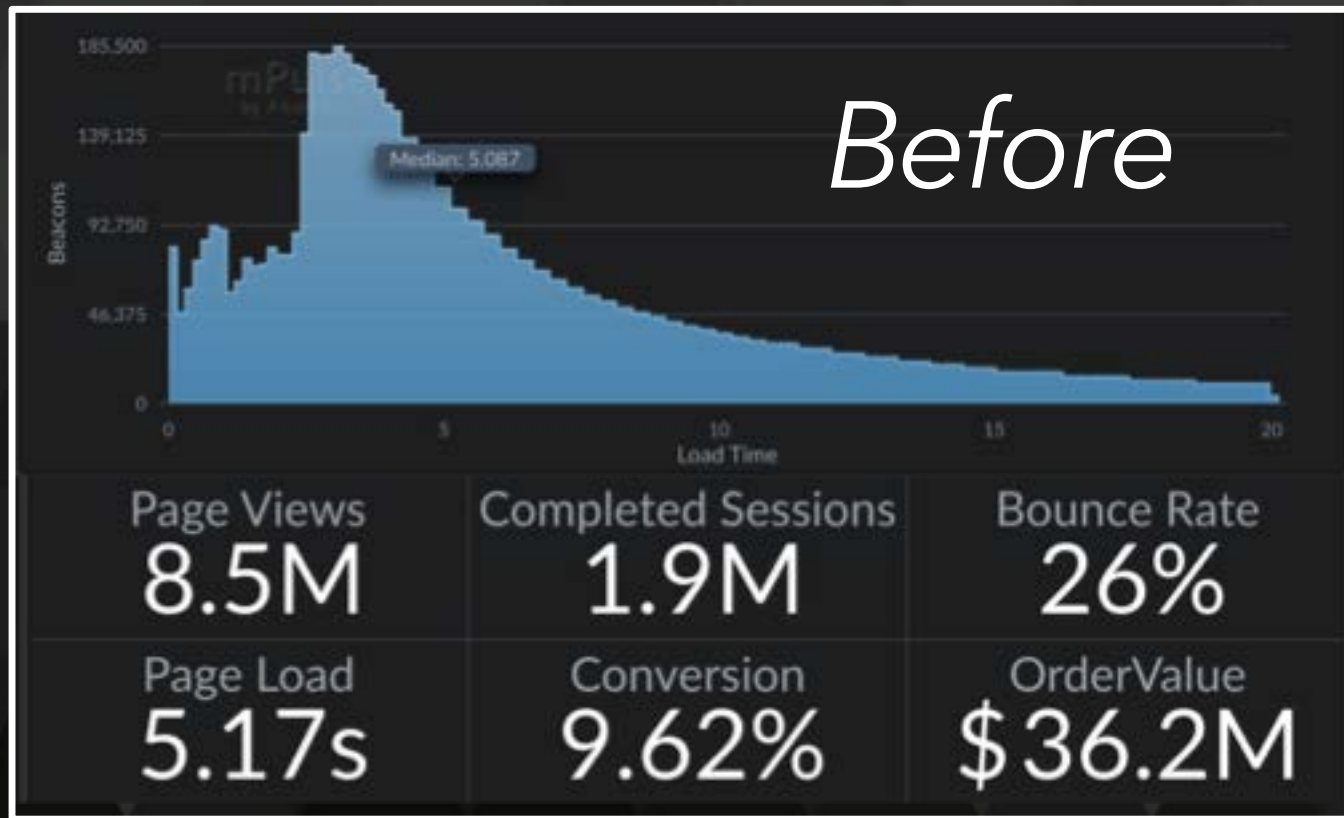 185,500
mPulse
139,125
Before
Median: 5.087
Beacons
92,750
46,375
0
0 5 10 15 20
Load Time
Page Views Completed Sessions Bounce Rate
8.5M 1.9M 26%
Page Load Conversion OrderValue
5.17s 9.62% $36.2M